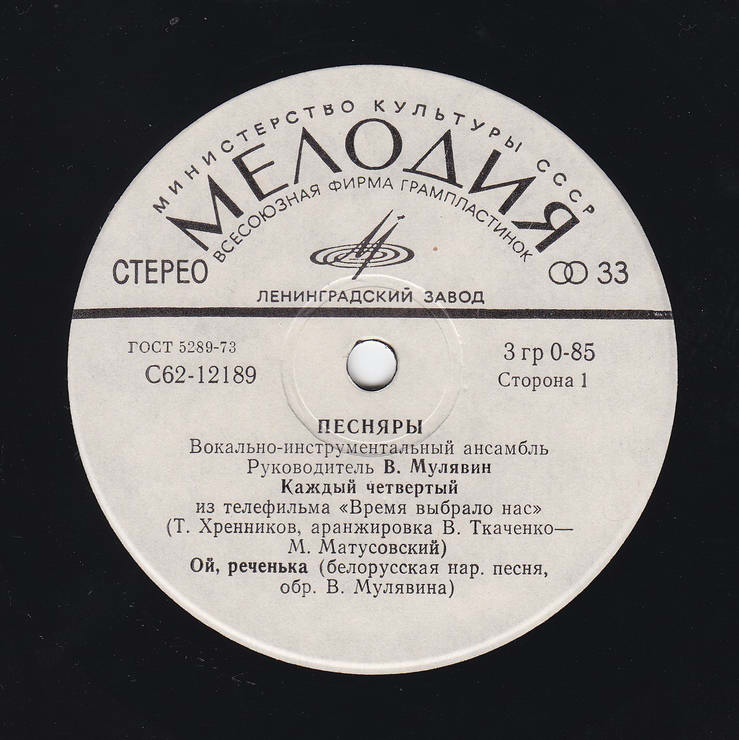 МИНИСТЕРСТВО КУЛЬТУРЫ СССР
МЕЛОДИЯ
ВСЕСОЮЗНАЯ ФИРМА ГРАМПЛАСТИНОК
СТЕРЕО
33
ЛЕНИНГРАДСКИЙ ЗАВОД
ГОСТ 5289-73
С62-12189
3 гр 0-85
Сторона 1
ПЕСНЯРЫ
Вокально-инструментальный ансамбль
Руководитель В. Мулявин
Каждый четвертый
из телефильма «Время выбрало нас»
(Т. Хренников, аранжировка В. Ткаченко—
М. Матусовский)
Ой, реченька (белорусская нар. песня,
обр. В. Мулявина)